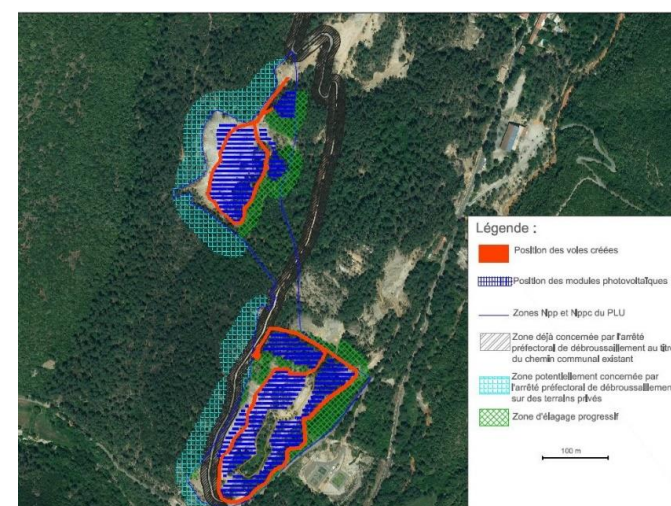 Légende :
Position des voies créées
Position des modules photovoltaïques
Zones Npp et Nppc du PLU
Zone déjà concernée par l'arrêté
préfectoral de débroussaillement au titre
du chemin communal existant
Zone potentiellement concernée par
l'arrêté préfectoral de débroussaillement
sur des terrains privés
Zone d'élagage progressif
100 m